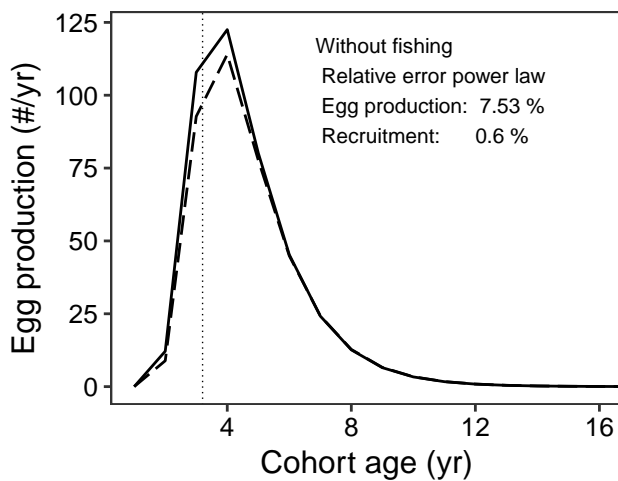 Without fishing
Relative error power law
Egg production: 7.53 %
Recruitment: 0.6 %
Egg production (#/yr)
125
100
75
50
25
0
4 8 12 16
Cohort age (yr)